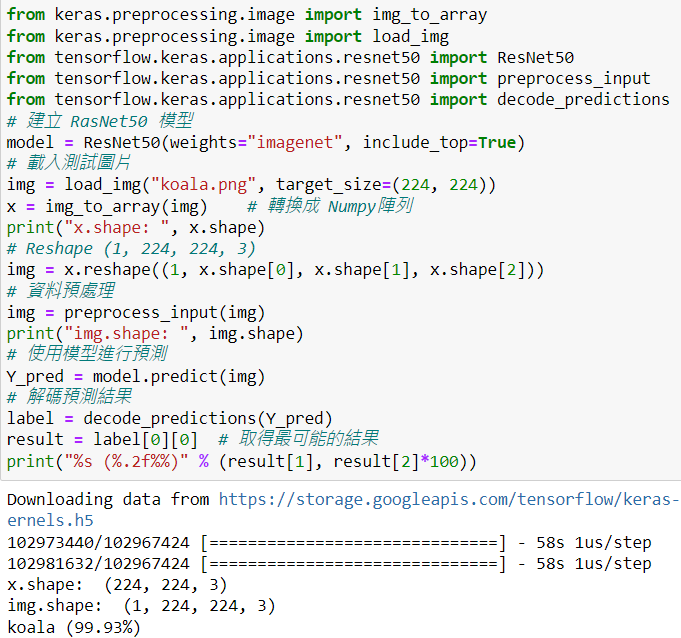 from keras.preprocessing.image import img_to_array
from keras.preprocessing.image import load_img
from tensorflow.keras.applications.resnet50 import ResNet50
from tensorflow.keras.applications.resnet50 import preprocess_input
from tensorflow.keras.applications.resnet50 import decode_predictions
# 建立 RasNet50 模型
model = ResNet50(weights="imagenet", include_top=True)
# 載入測試圖片
img = load_img("koala.png", target_size=(224, 224))
x = img_to_array(img)    # 轉換成 Numpy陣列
print("x.shape: ", x.shape)
# Reshape (1, 224, 224, 3)
img = x.reshape((1, x.shape[0], x.shape[1], x.shape[2]))
# 資料預處理
img = preprocess_input(img)
print("img.shape: ", img.shape)
# 使用模型進行預測
Y_pred = model.predict(img)
# 解碼預測結果
label = decode_predictions(Y_pred)
result = label[0][0]  # 取得最可能的結果
print("%s (%.2f%%)" % (result[1], result[2]*100))
Downloading data from https://storage.googleapis.com/tensorflow/keras-
ernels.h5
102973440/102967424 [==============================] - 58s 1us/step
102981632/102967424 [==============================] - 58s 1us/step
x.shape:  (224, 224, 3)
img.shape:  (1, 224, 224, 3)
koala (99.93%)